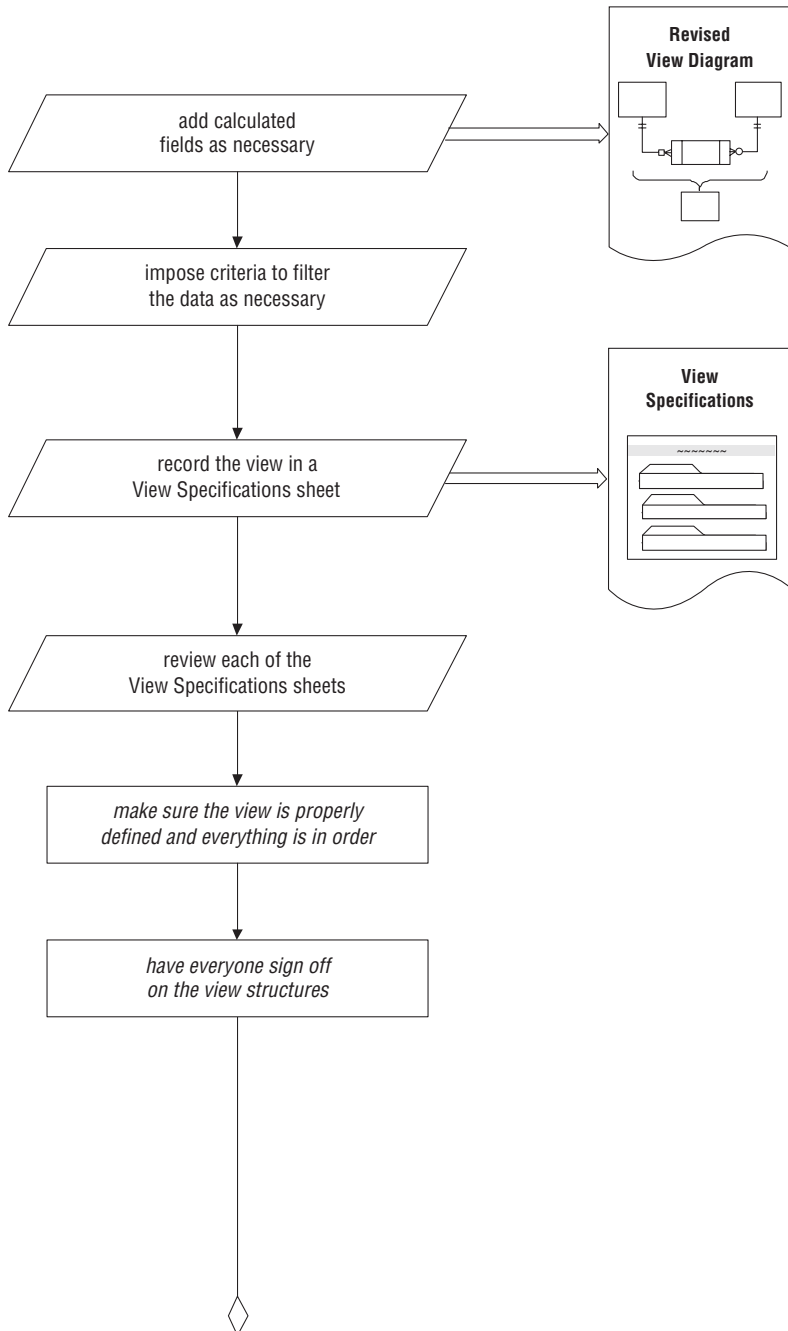 Revised
View Diagram
add calculated
fields as necessary
impose criteria to filter
the data as necessary
View
Specifications
~~~~~~~
record the view in a
View Specifications sheet
review each of the
View Specifications sheets
make sure the view is properly
defined and everything is in order
have everyone sign off
on the view structures